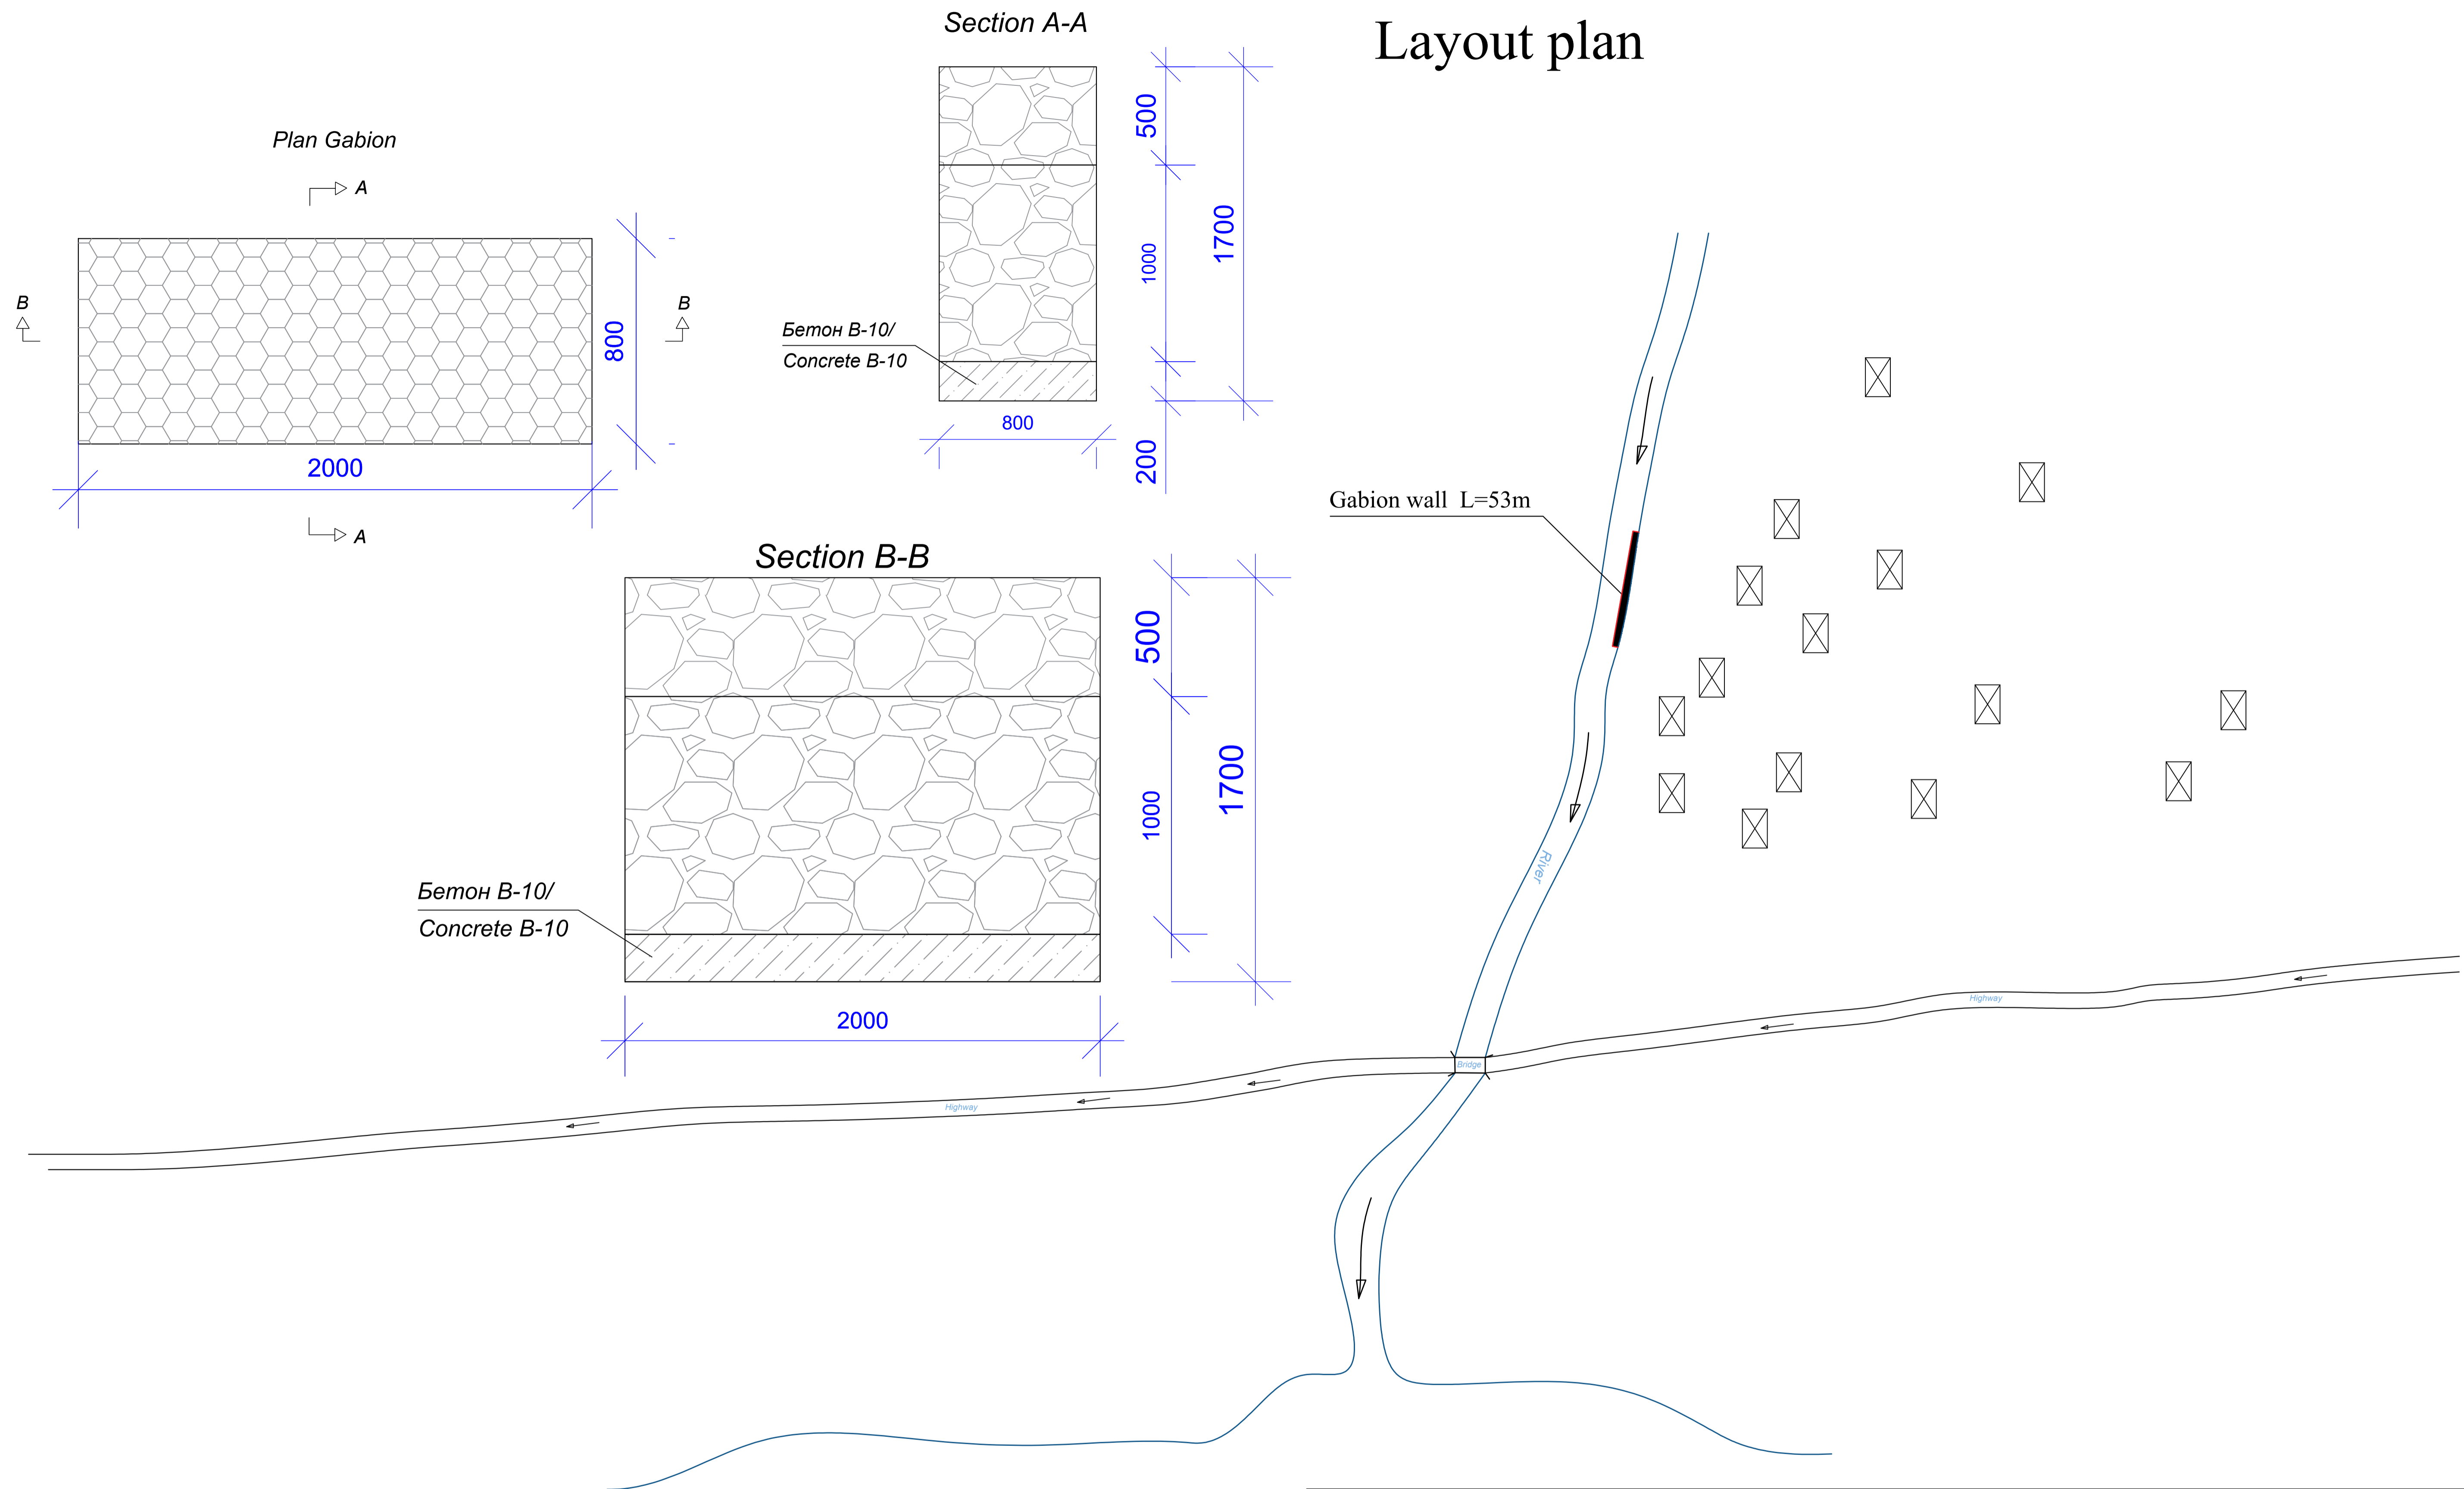 Layout plan
Plan Gabion
A
B
B
800
2000
A
Section A-A
500
1000
1700
Бетон В-10/
Concrete B-10
800
200
Section B-B
500
1000
1700
Бетон В-10/
Concrete B-10
2000
Gabion wall L=53m
River
Highway
Bridge
Highway